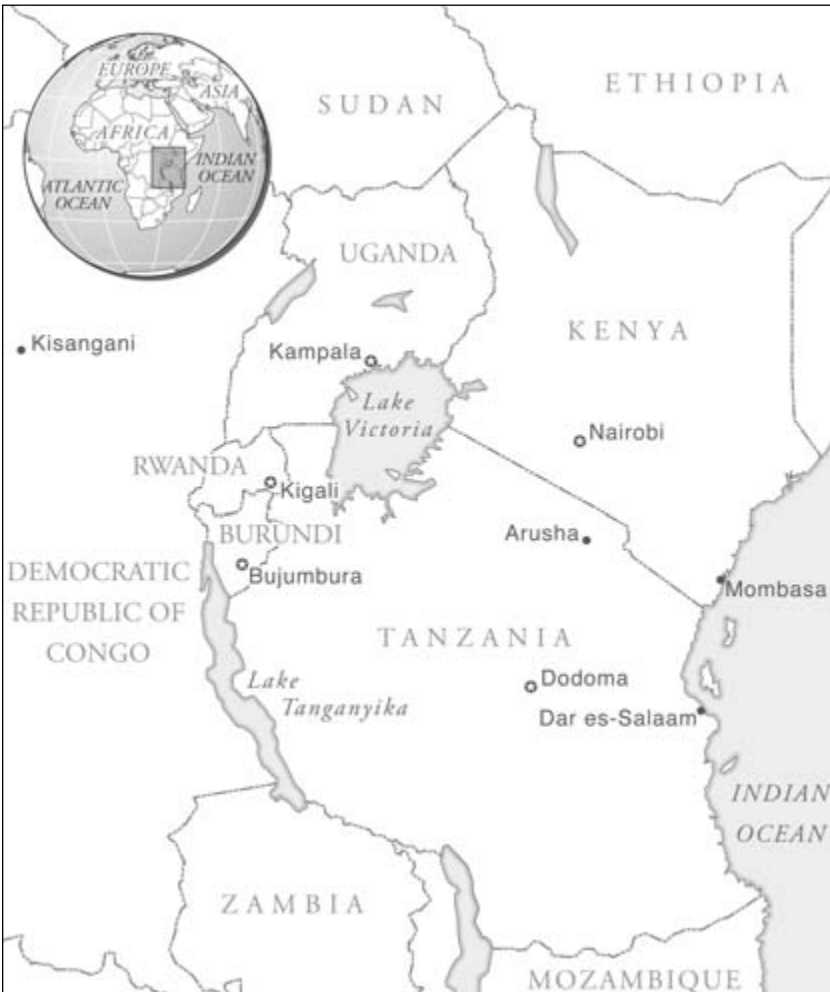 EUROPE
ASIA
AFRICA
INDIAN
OCEAN
ATLANTIC
OCEAN
SUDAN
ETHIOPIA
UGANDA
KENYA
Kisangani
Kampala
Lake
Victoria
Nairobi
RWANDA
Kigali
BURUNDI
Arusha
Bujumbura
DEMOCRATIC
REPUBLIC OF
CONGO
Mombasa
TANZANIA
Lake
Tanganyika
Dodoma
Dar es-Salaam
INDIAN
OCEAN
ZAMBIA
MOZAMBIQUE